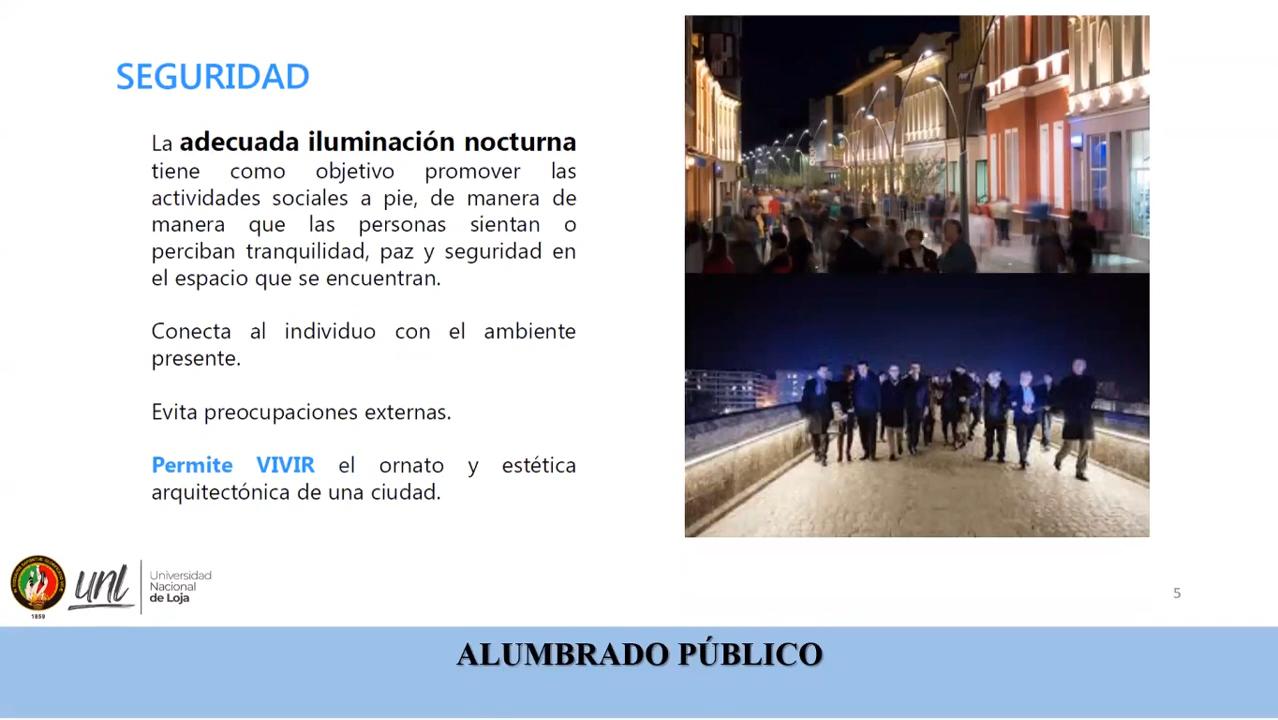 SEGURIDAD
La adecuada iluminación nocturna
tiene como objetivo promover las
actividades sociales a pie, de manera de
manera que las personas sientan o
perciban tranquilidad, paz y seguridad en
el espacio que se encuentran.
Conecta al individuo con el ambiente
presente.
Evita preocupaciones externas.
Permite VIVIR el ornato y estética
arquitectónica de una ciudad.
1859
unl
Universidad
Nacional
de Loja
5
ALUMBRADO PÚBLICO